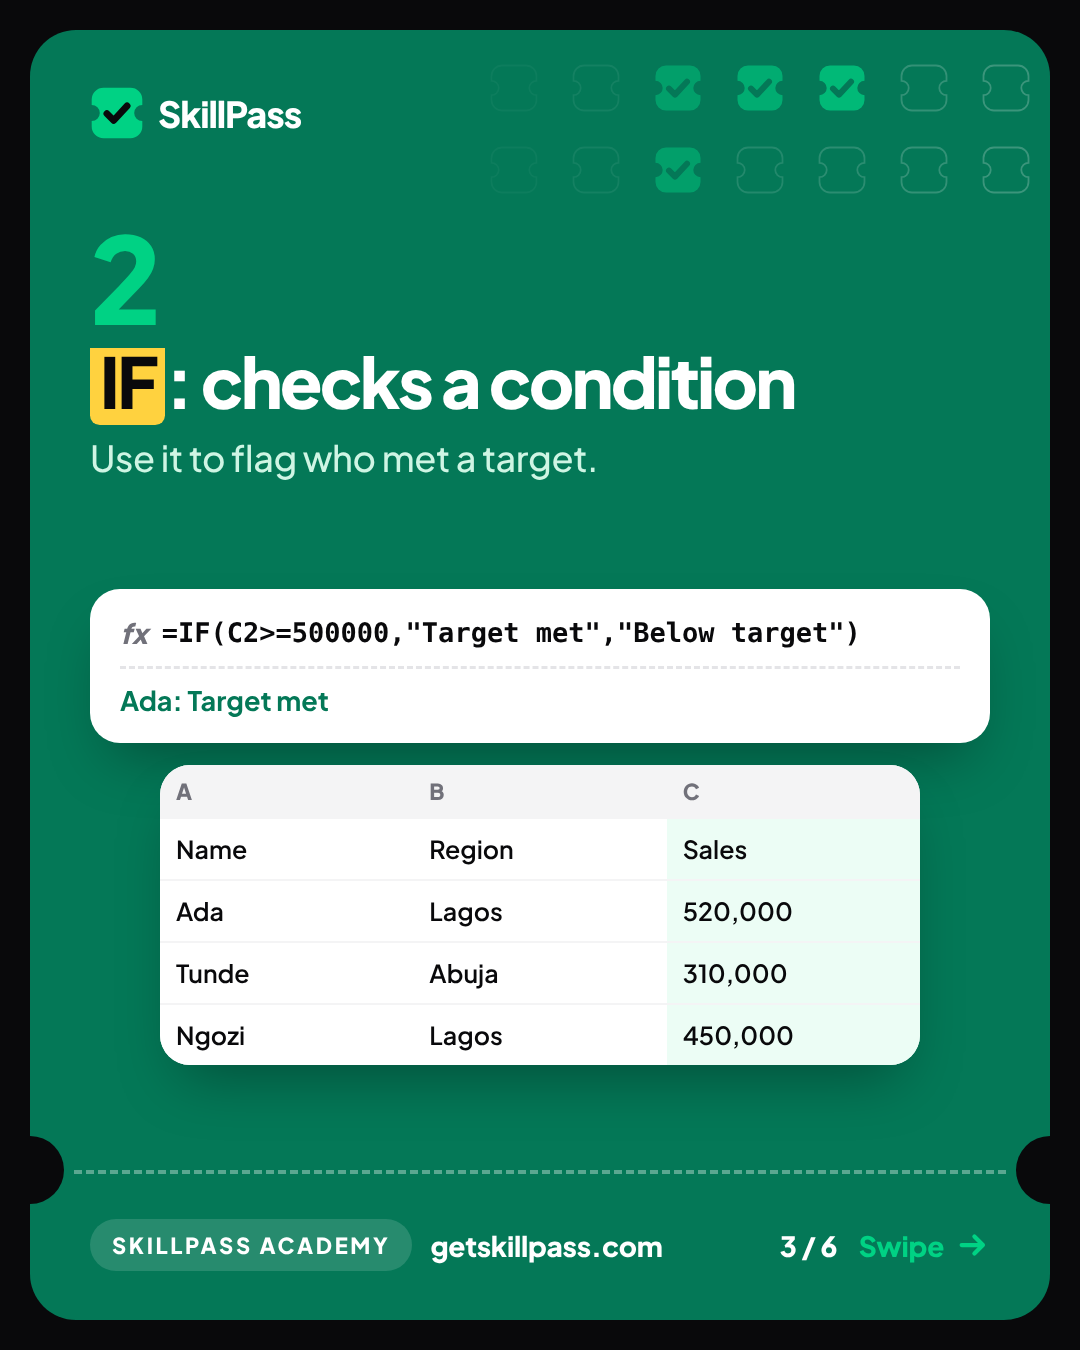 SkillPass
2
IF: checks a condition
Use it to flag who met a target.
fx =IF(C2>=500000,"Target met","Below target")
Ada: Target met
A B C
Name Region Sales
Ada Lagos 520,000
Tunde Abuja 310,000
Ngozi Lagos 450,000
SKILLPASS ACADEMY getskillpass.com 3/6 Swipe →